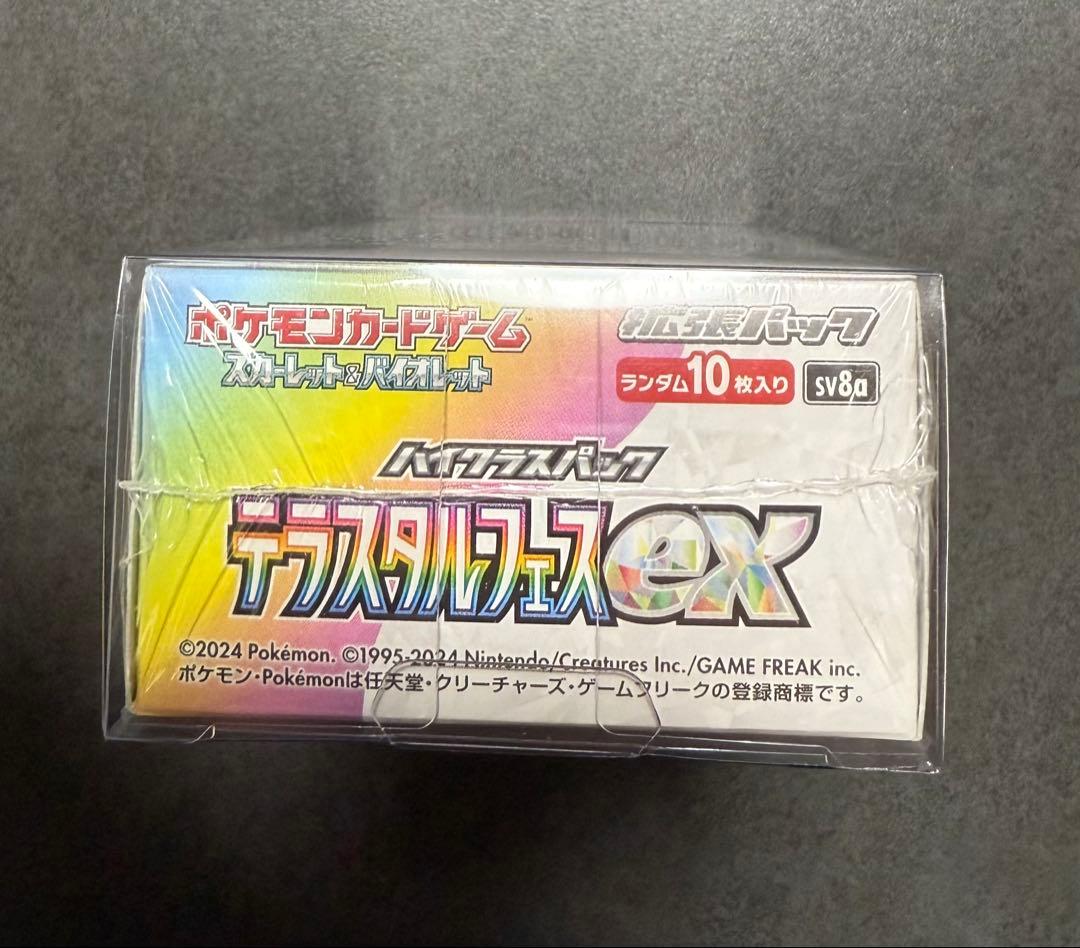 ポケモンカードゲーム™
スカーレット&バイオレット
拡張パック
ランダム10枚入り
sv8a
ハイクラスパック
テラスタルフェスex
©2024 Pokémon. ©1995-2024 Nintendo/Creatures Inc./GAME FREAK inc.
ポケモン・Pokémonは任天堂・クリーチャーズ・ゲームフリークの登録商標です。